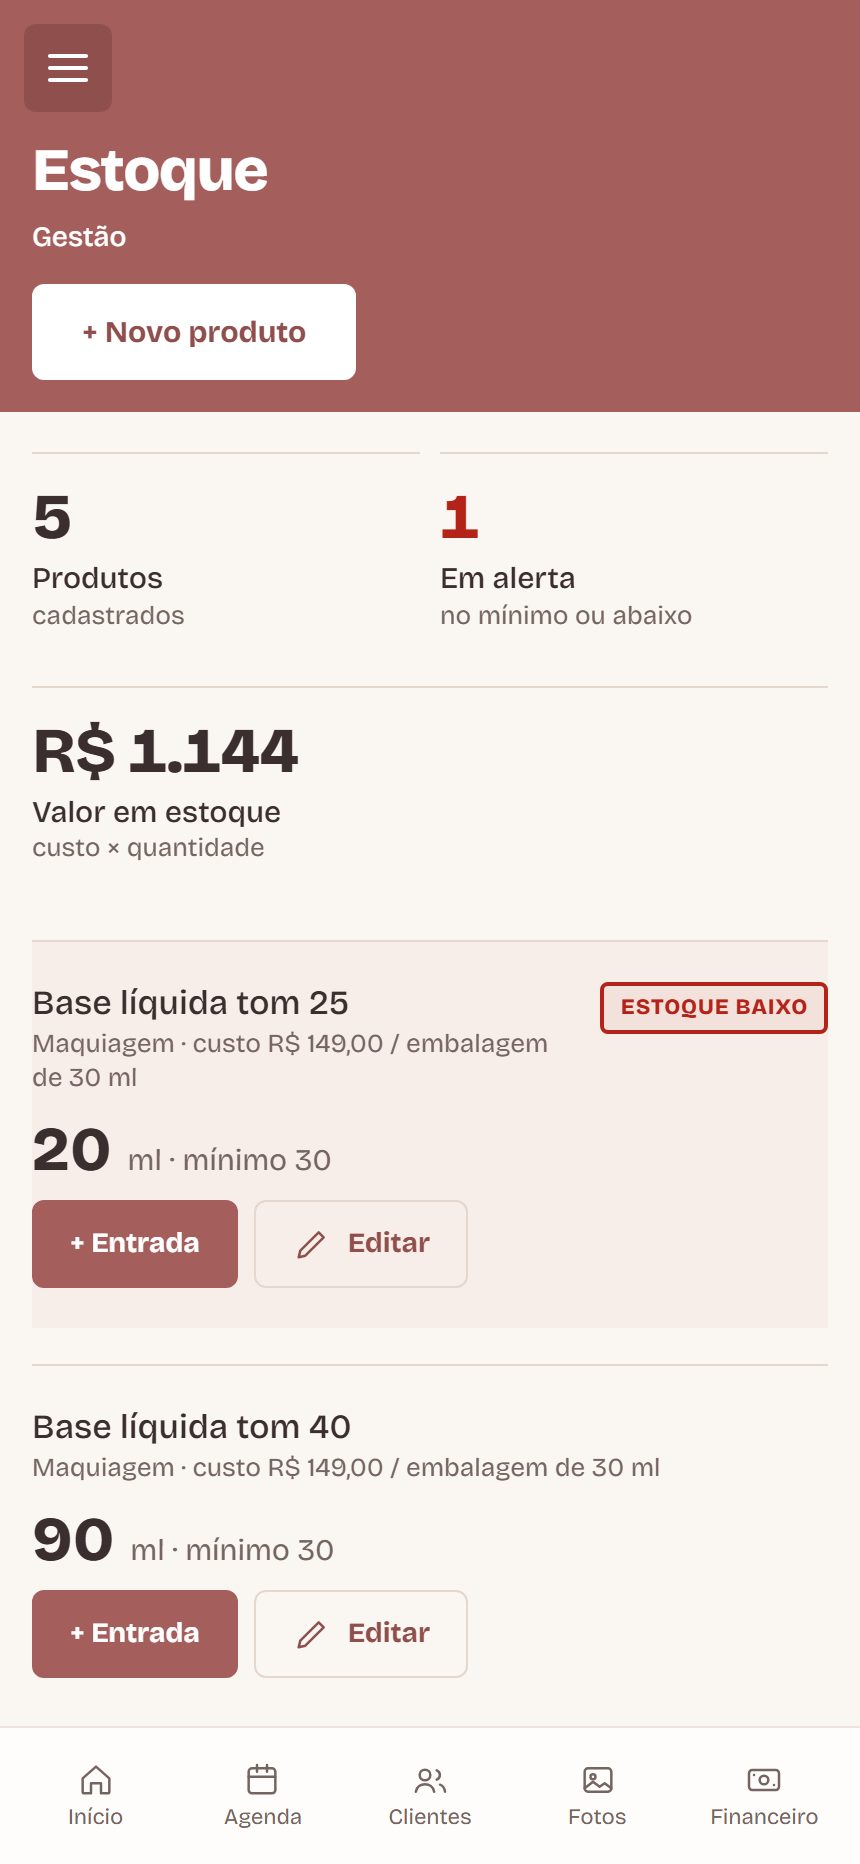 Estoque
Gestão
+ Novo produto
5
Produtos
cadastrados
1
Em alerta
no mínimo ou abaixo
R$ 1.144
Valor em estoque
custo × quantidade
Base líquida tom 25
ESTOQUE BAIXO
Maquiagem · custo R$ 149,00 / embalagem
de 30 ml
20 ml · mínimo 30
+ Entrada
Editar
Base líquida tom 40
Maquiagem · custo R$ 149,00 / embalagem de 30 ml
90 ml · mínimo 30
+ Entrada
Editar
Início
Agenda
Clientes
Fotos
Financeiro